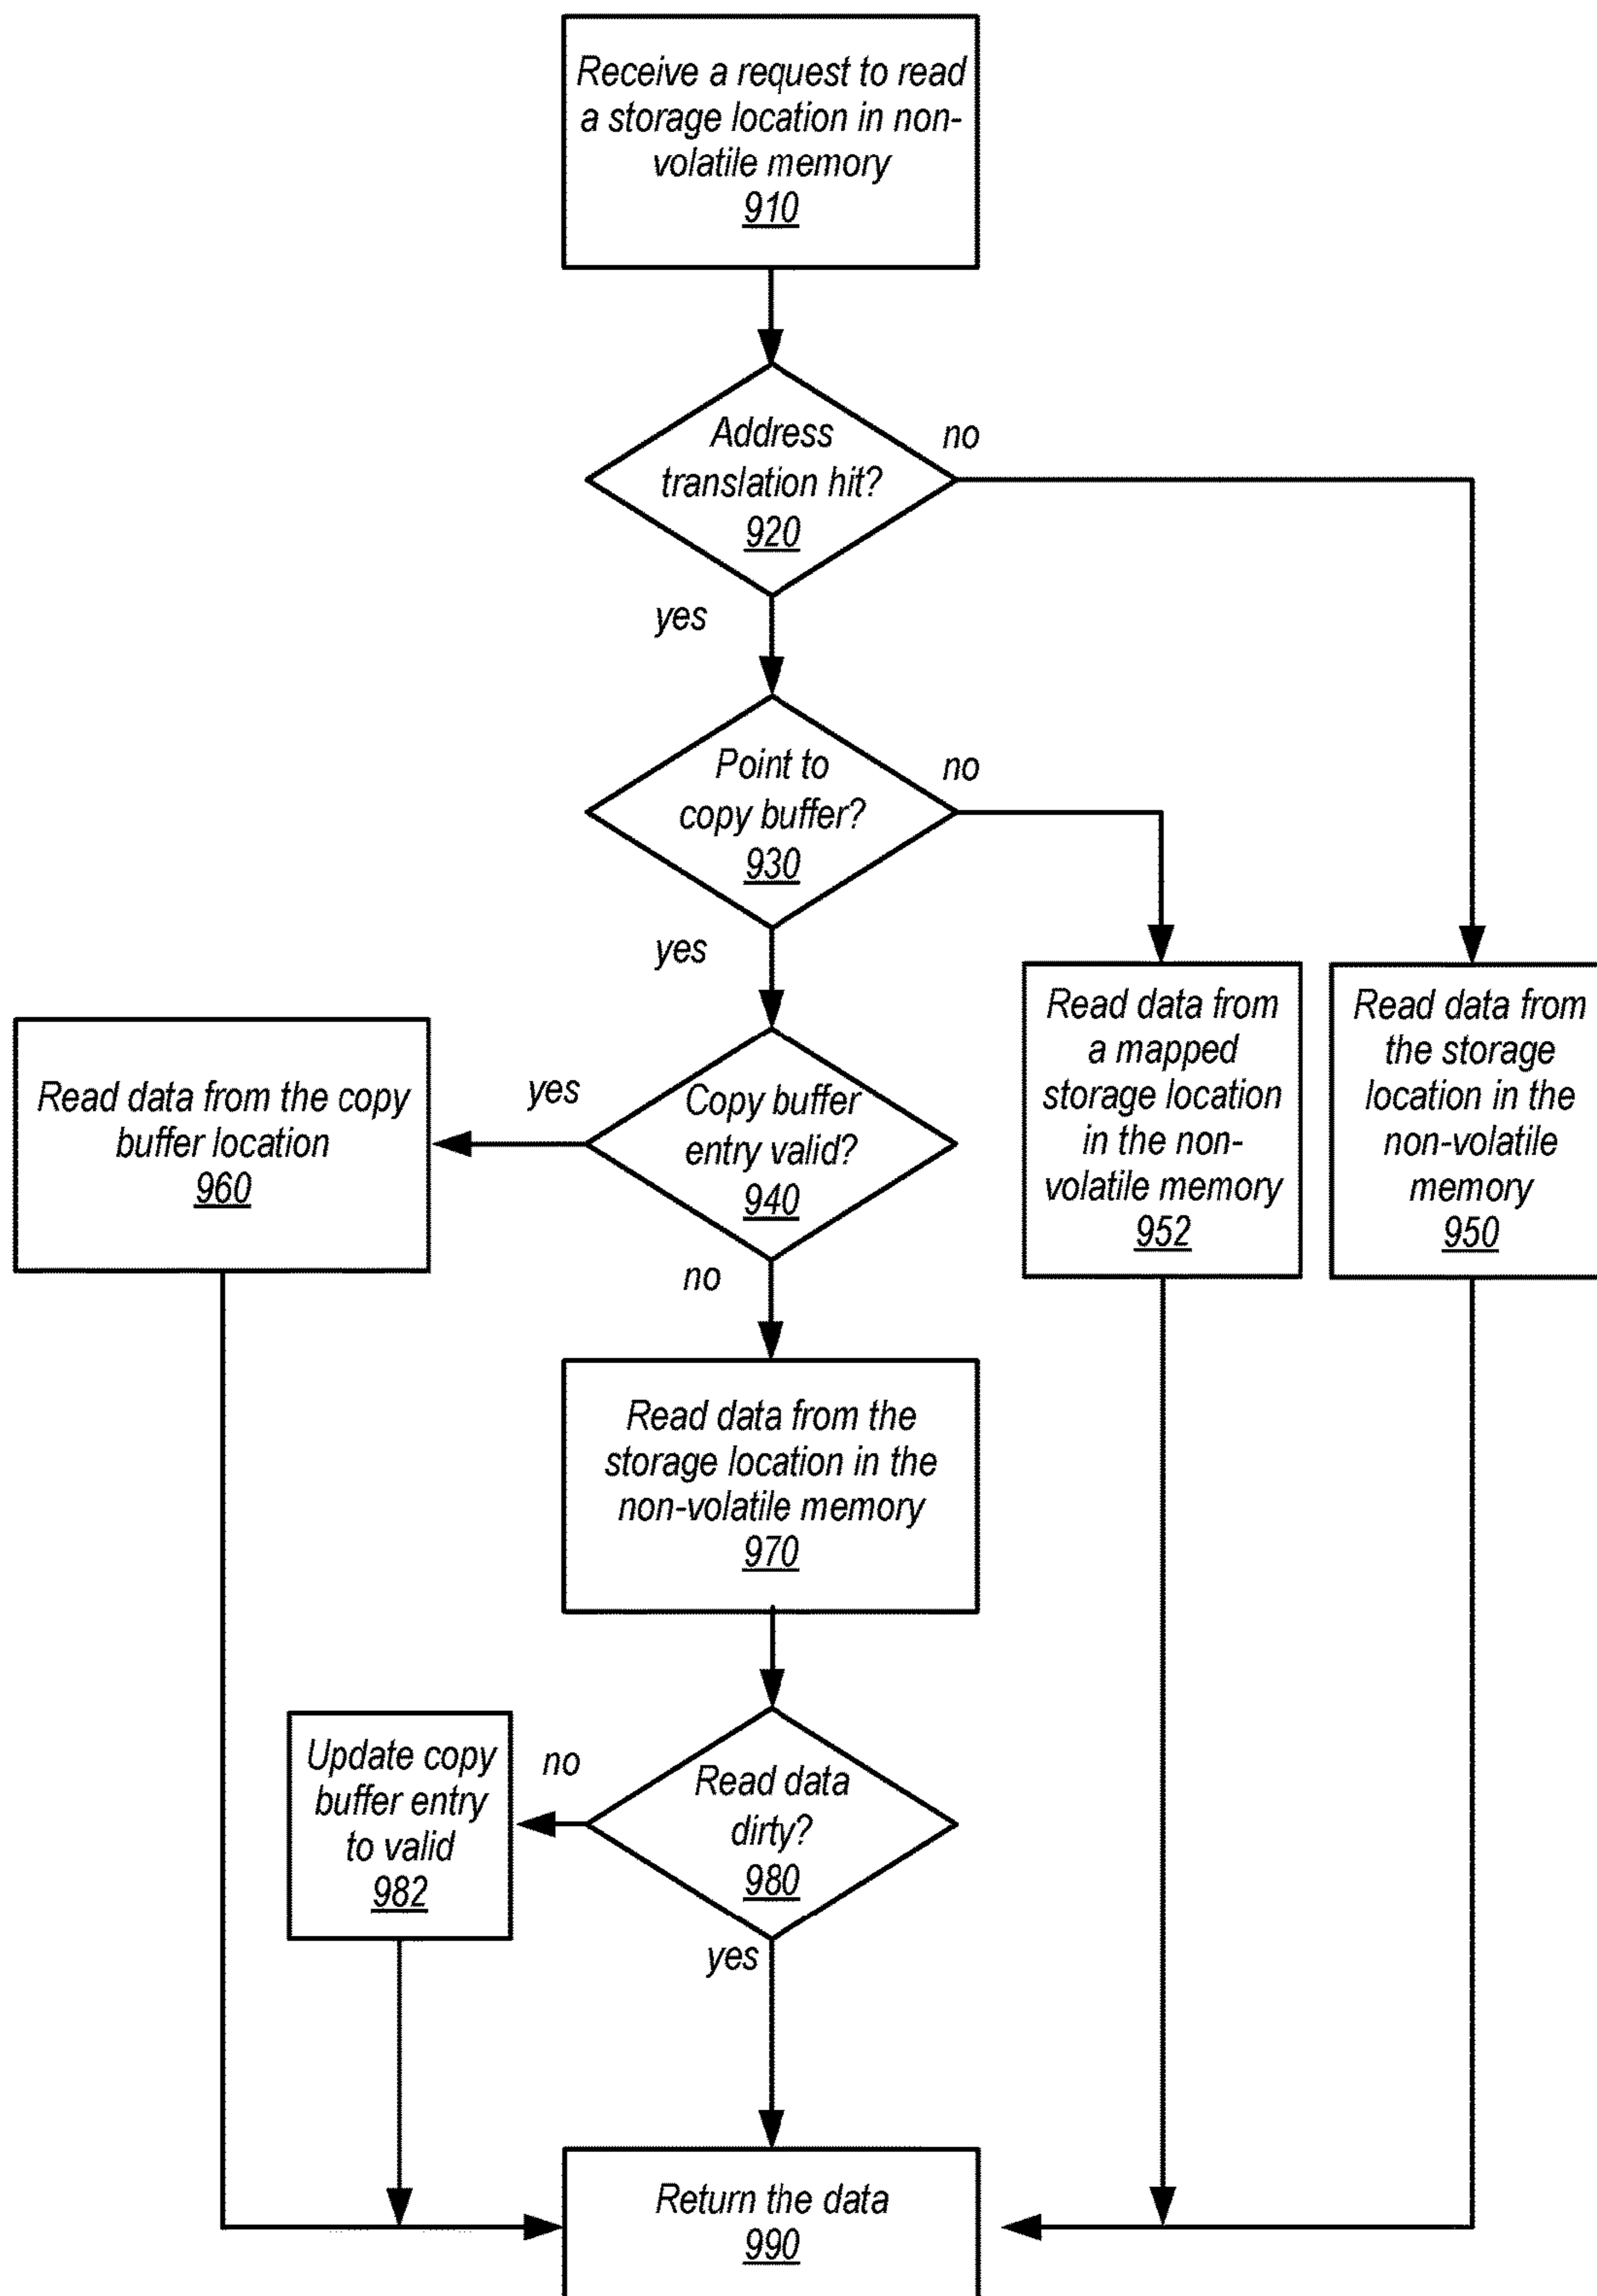 Receive a request to read
a storage location in non-
volatile memory
910
Address
translation hit?
920
no
yes
Point to
copy buffer?
930
no
yes
Read data from the copy
buffer location
960
yes
Copy buffer
entry valid?
940
no
Read data from
a mapped
storage location
in the non-
volatile memory
952
Read data from
the storage
location in the
non-volatile
memory
950
Read data from the
storage location in the
non-volatile memory
970
Update copy
buffer entry
to valid
982
no
Read data
dirty?
980
yes
Return the data
990